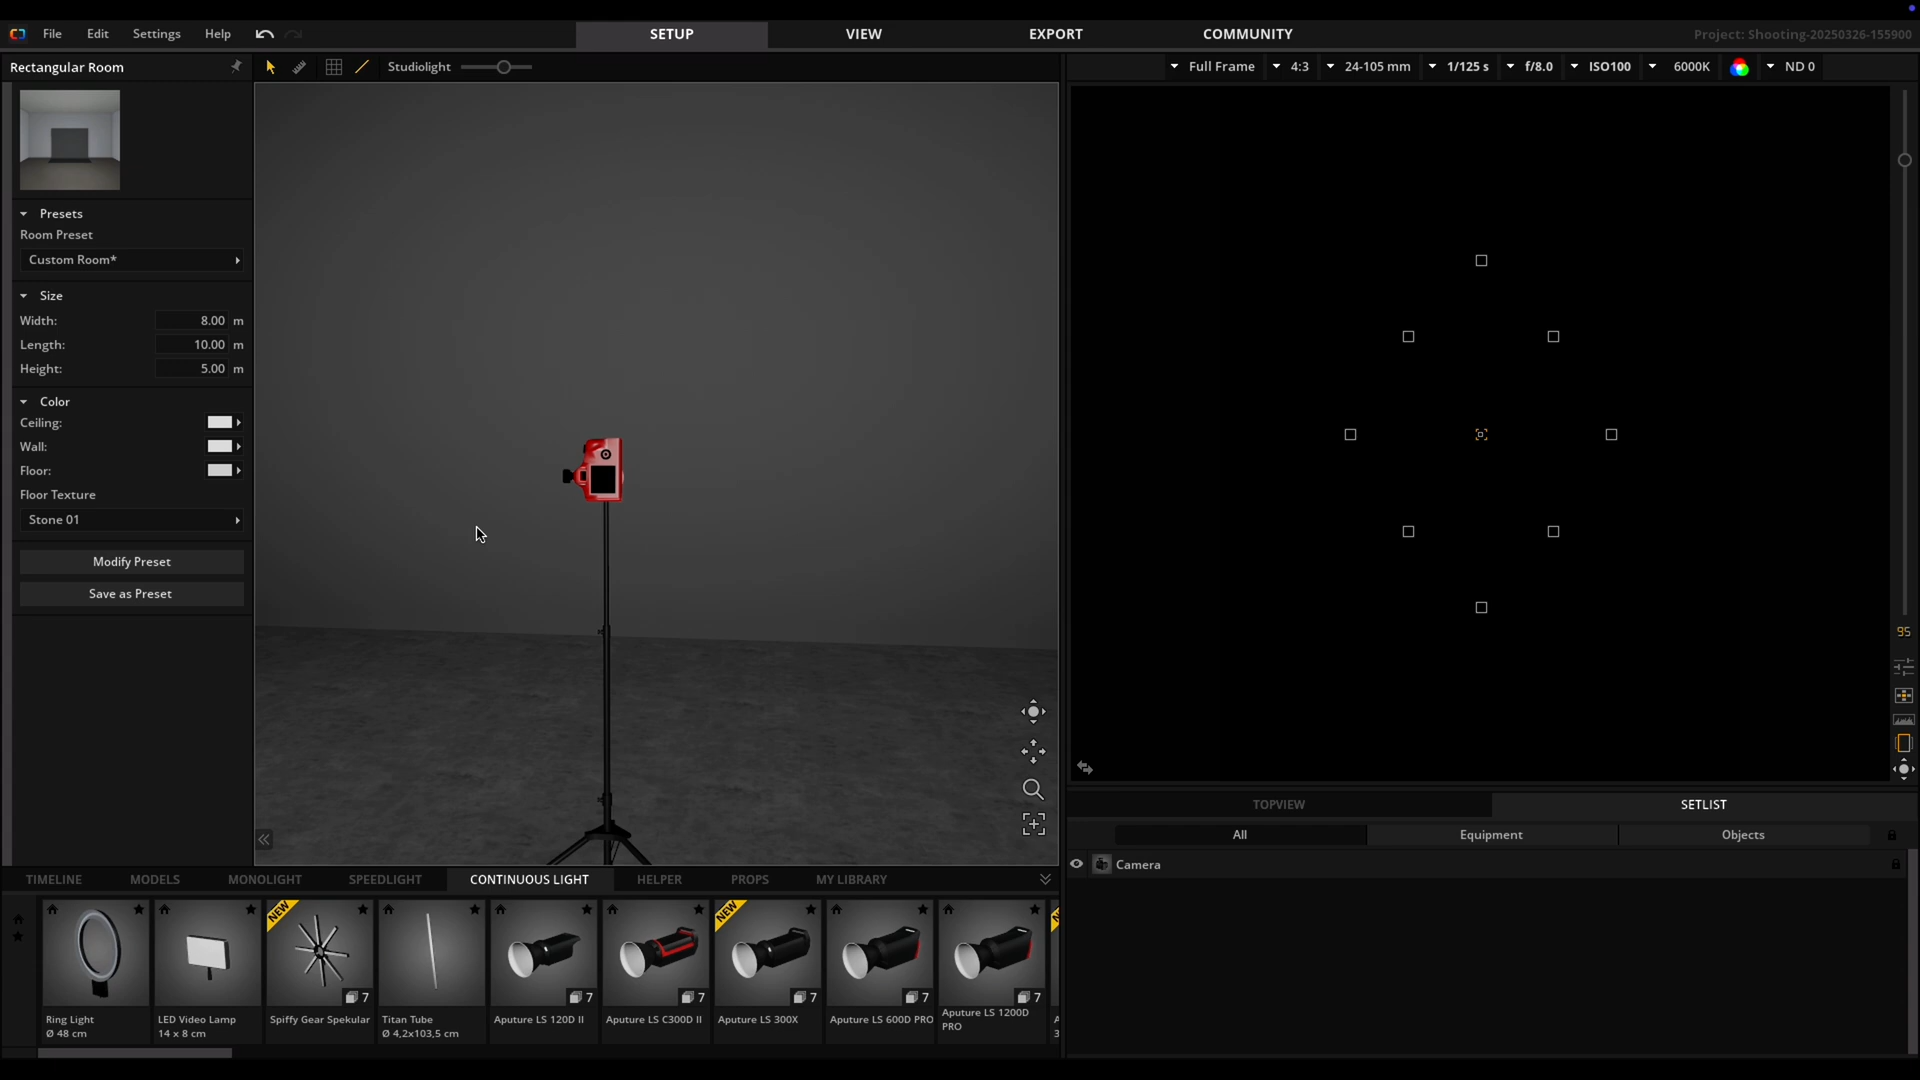 File Edit Settings Help
SETUP VIEW EXPORT COMMUNITY
Project: Shooting-20250326-155900
Rectangular Room
Studiolight
Full Frame 4:3 24-105 mm 1/125 s f/8.0 ISO100 6000K ND 0
Presets
Room Preset
Custom Room*
Size
Width: 8.00 m
Length: 10.00 m
Height: 5.00 m
Color
Ceiling:
Wall:
Floor:
Floor Texture
Stone 01
Modify Preset
Save as Preset
95
TOPVIEW SETLIST
All Equipment Objects
Camera
TIMELINE MODELS MONOLIGHT SPEEDLIGHT CONTINUOUS LIGHT HELPER PROPS MY LIBRARY
Ring Light
Ø 48 cm
LED Video Lamp
14 x 8 cm
NEW
7
Spiffy Gear Spekular
Titan Tube
Ø 4,2x103,5 cm
7
Aputure LS 120D II
7
Aputure LS C300D II
NEW
7
Aputure LS 300X
7
Aputure LS 600D PRO
7
Aputure LS 1200D
PRO
A
3